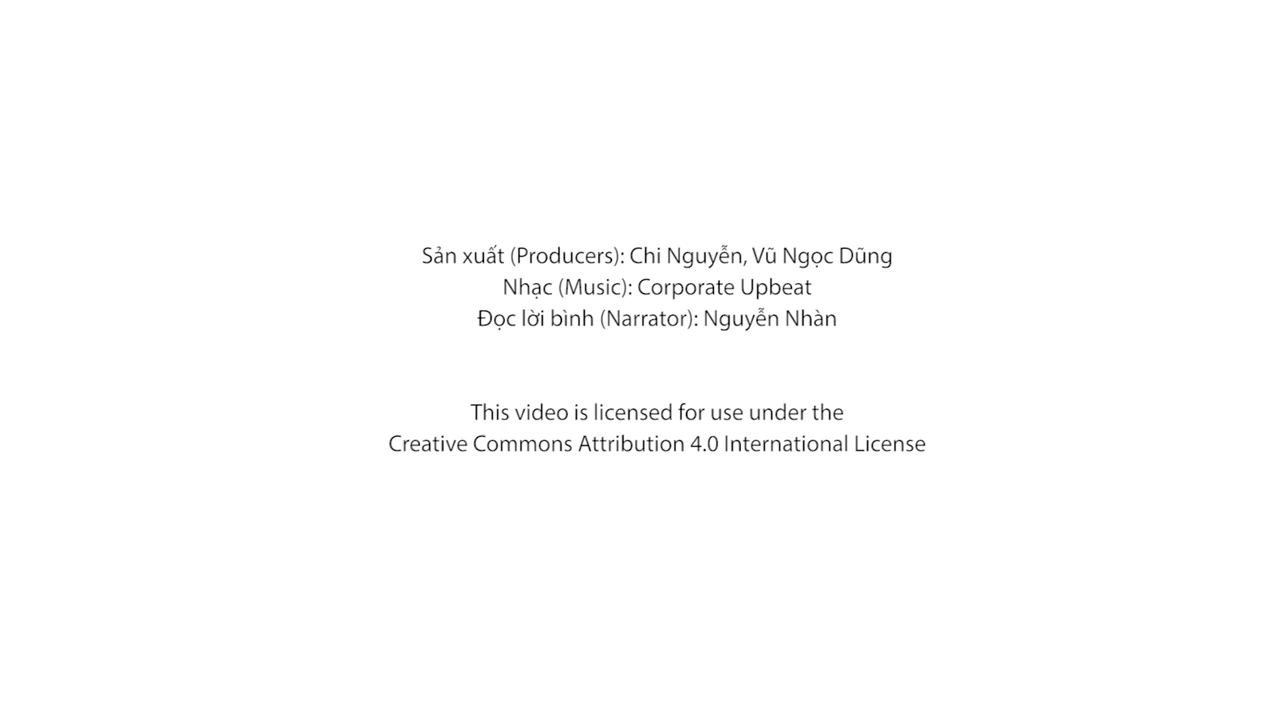 Sản xuất (Producers): Chi Nguyễn, Vũ Ngọc Dũng
Nhạc (Music): Corporate Upbeat
Đọc lời bình (Narrator): Nguyễn Nhàn
This video is licensed for use under the
Creative Commons Attribution 4.0 International License